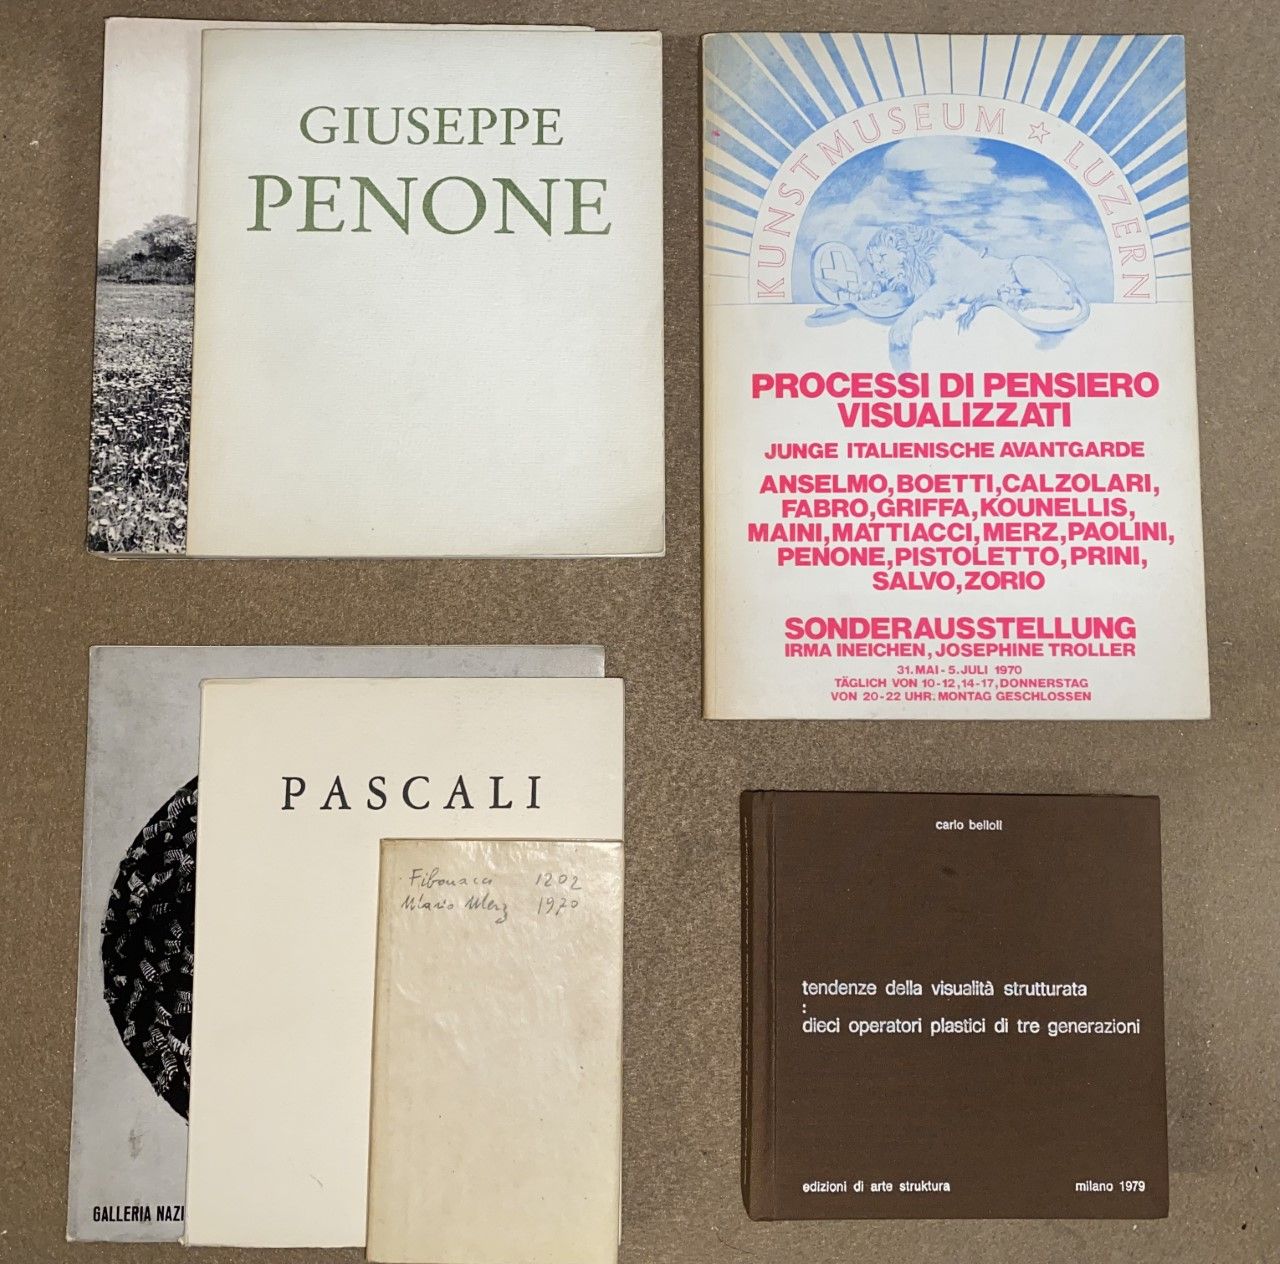 GIUSEPPE
PENONE
KUNSTMUSEUM ☆ LUZERN
PROCESSI DI PENSIERO
VISUALIZZATI
JUNGE ITALIENISCHE AVANTGARDE
ANSELMO, BOETTI, CALZOLARI,
FABRO, GRIFFA, KOUNELLIS,
MAINI, MATTIACCI, MERZ, PAOLINI,
PENONE, PISTOLETTO, PRINI,
SALVO, ZORIO
SONDERAUSSTELLUNG
IRMA INEICHEN, JOSEPHINE TROLLER
31. MAI - 5. JULI 1970
TÄGLICH VON 10-12, 14-17, DONNERSTAG
VON 20-22 UHR. MONTAG GESCHLOSSEN
GALLERIA NAZI
PASCALI
Fibonacci 1202
Mario Merz 1970
carlo belloli
tendenze della visualità strutturata
:
dieci operatori plastici di tre generazioni
edizioni di arte struktura milano 1979